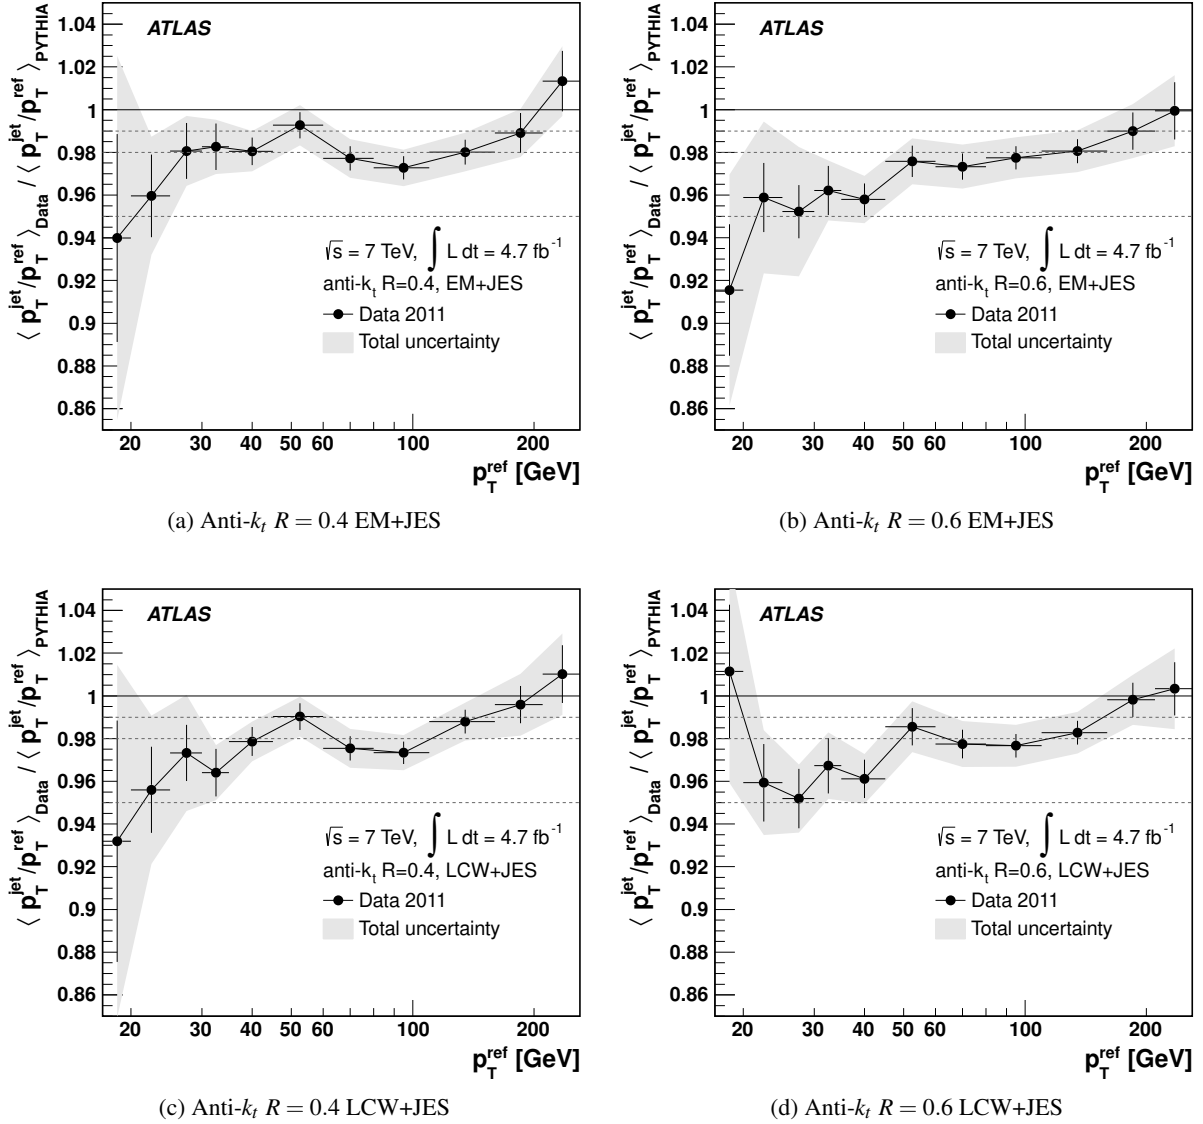 ATLAS
⟨ p_T^jet/p_T^ref ⟩_Data / ⟨ p_T^jet/p_T^ref ⟩_PYTHIA
1.04
1.02
1
0.98
0.96
0.94
0.92
0.9
0.88
0.86
√s = 7 TeV, ∫ L dt = 4.7 fb⁻¹
anti-k_t R=0.4, EM+JES
Data 2011
Total uncertainty
20 30 40 50 60 100 200
p_T^ref [GeV]
(a) Anti-k_t R = 0.4 EM+JES
ATLAS
⟨ p_T^jet/p_T^ref ⟩_Data / ⟨ p_T^jet/p_T^ref ⟩_PYTHIA
1.04
1.02
1
0.98
0.96
0.94
0.92
0.9
0.88
0.86
√s = 7 TeV, ∫ L dt = 4.7 fb⁻¹
anti-k_t R=0.6, EM+JES
Data 2011
Total uncertainty
20 30 40 50 60 100 200
p_T^ref [GeV]
(b) Anti-k_t R = 0.6 EM+JES
ATLAS
⟨ p_T^jet/p_T^ref ⟩_Data / ⟨ p_T^jet/p_T^ref ⟩_PYTHIA
1.04
1.02
1
0.98
0.96
0.94
0.92
0.9
0.88
0.86
√s = 7 TeV, ∫ L dt = 4.7 fb⁻¹
anti-k_t R=0.4, LCW+JES
Data 2011
Total uncertainty
20 30 40 50 60 100 200
p_T^ref [GeV]
(c) Anti-k_t R = 0.4 LCW+JES
ATLAS
⟨ p_T^jet/p_T^ref ⟩_Data / ⟨ p_T^jet/p_T^ref ⟩_PYTHIA
1.04
1.02
1
0.98
0.96
0.94
0.92
0.9
0.88
0.86
√s = 7 TeV, ∫ L dt = 4.7 fb⁻¹
anti-k_t R=0.6, LCW+JES
Data 2011
Total uncertainty
20 30 40 50 60 100 200
p_T^ref [GeV]
(d) Anti-k_t R = 0.6 LCW+JES